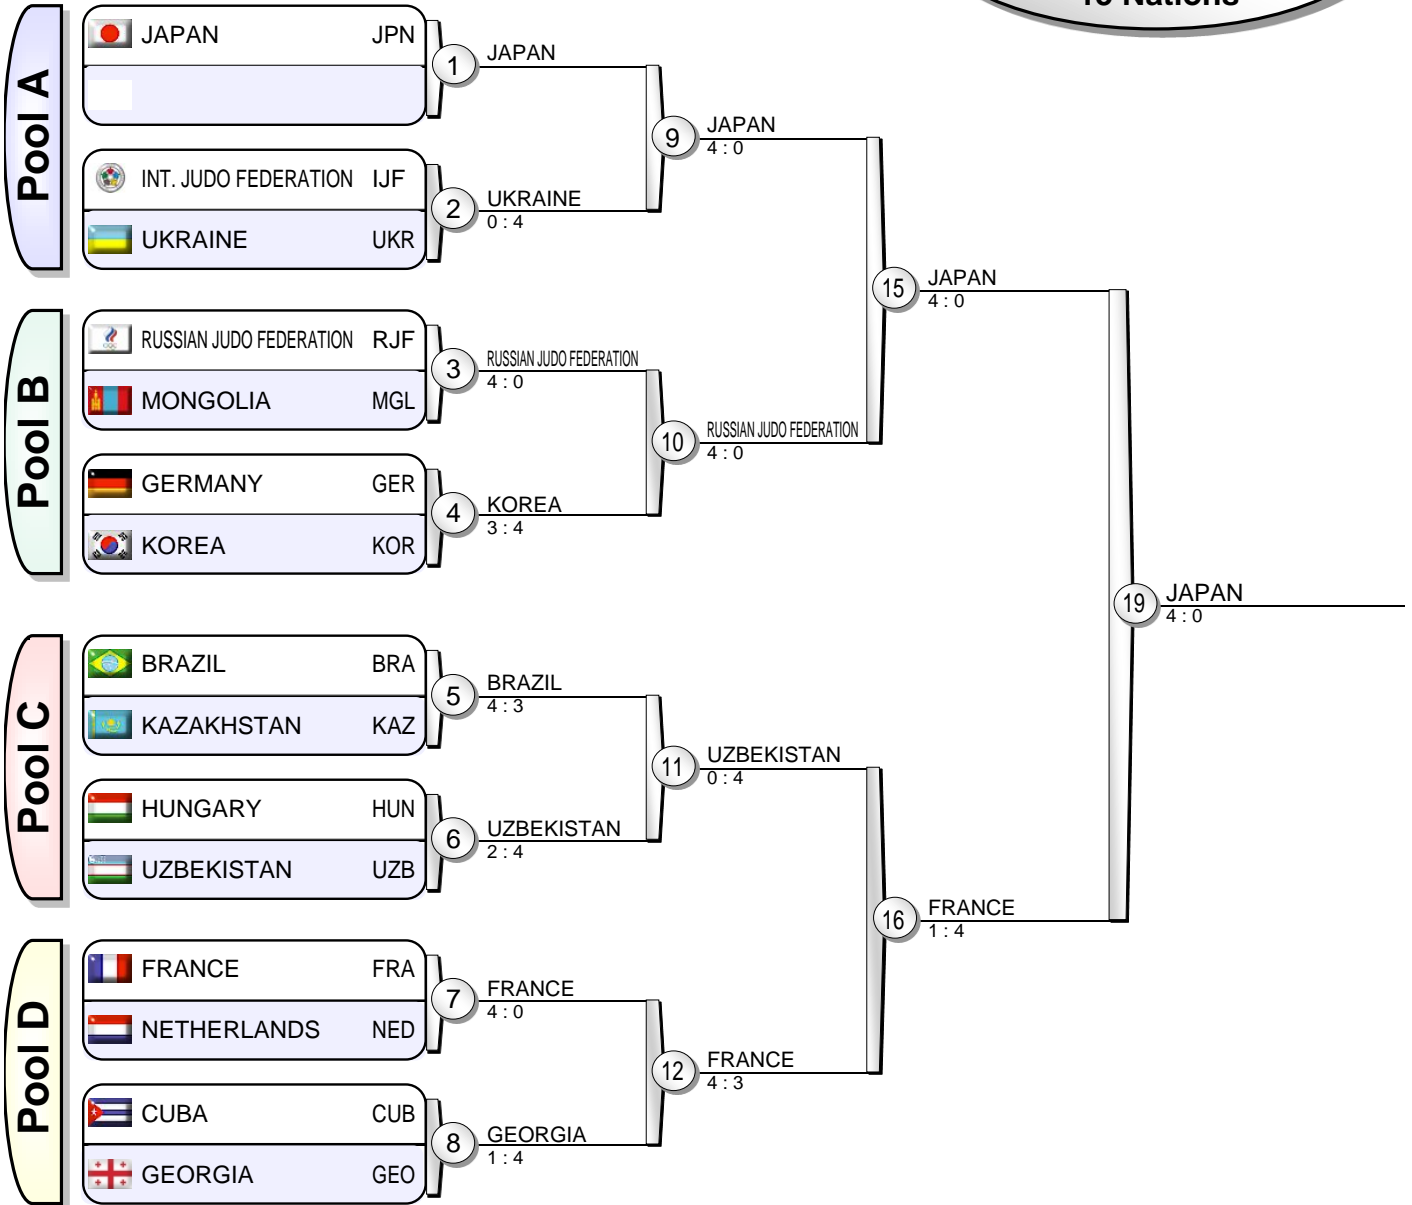 Nations
Pool A
JAPAN JPN
1
JAPAN
INT. JUDO FEDERATION IJF
UKRAINE UKR
2
UKRAINE
0 : 4
9
JAPAN
4 : 0
Pool B
RUSSIAN JUDO FEDERATION RJF
MONGOLIA MGL
3
RUSSIAN JUDO FEDERATION
4 : 0
GERMANY GER
KOREA KOR
4
KOREA
3 : 4
10
RUSSIAN JUDO FEDERATION
4 : 0
15
JAPAN
4 : 0
Pool C
BRAZIL BRA
KAZAKHSTAN KAZ
5
BRAZIL
4 : 3
HUNGARY HUN
UZBEKISTAN UZB
6
UZBEKISTAN
2 : 4
11
UZBEKISTAN
0 : 4
Pool D
FRANCE FRA
NETHERLANDS NED
7
FRANCE
4 : 0
CUBA CUB
GEORGIA GEO
8
GEORGIA
1 : 4
12
FRANCE
4 : 3
16
FRANCE
1 : 4
19
JAPAN
4 : 0